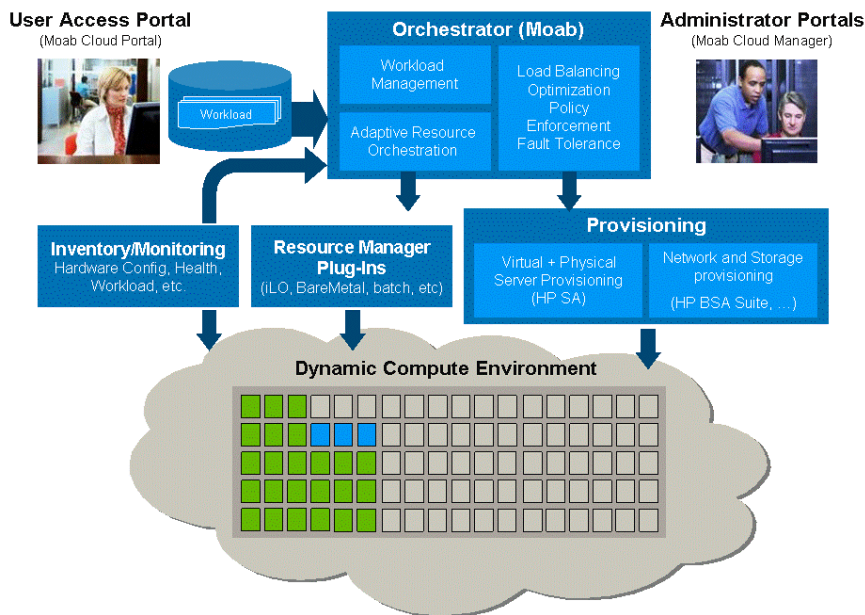 User Access Portal
(Moab Cloud Portal)
Workload
Orchestrator (Moab)
Workload
Management
Adaptive Resource
Orchestration
Load Balancing
Optimization
Policy
Enforcement
Fault Tolerance
Administrator Portals
(Moab Cloud Manager)
Inventory/Monitoring
Hardware Config, Health,
Workload, etc.
Resource Manager
Plug-Ins
(iLO, BareMetal, batch, etc)
Provisioning
Virtual + Physical
Server Provisioning
(HP SA)
Network and Storage
provisioning
(HP BSA Suite, ...)
Dynamic Compute Environment